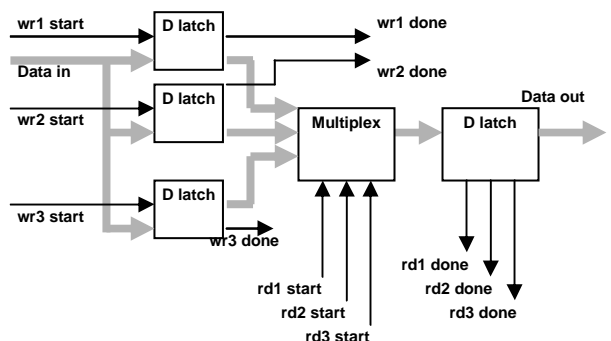 wr1 start
D latch
wr1 done
Data in
wr2 done
D latch
wr2 start
Multiplex
D latch
Data out
D latch
wr3 start
wr3 done
rd1 done
rd2 done
rd3 done
rd1 start
rd2 start
rd3 start